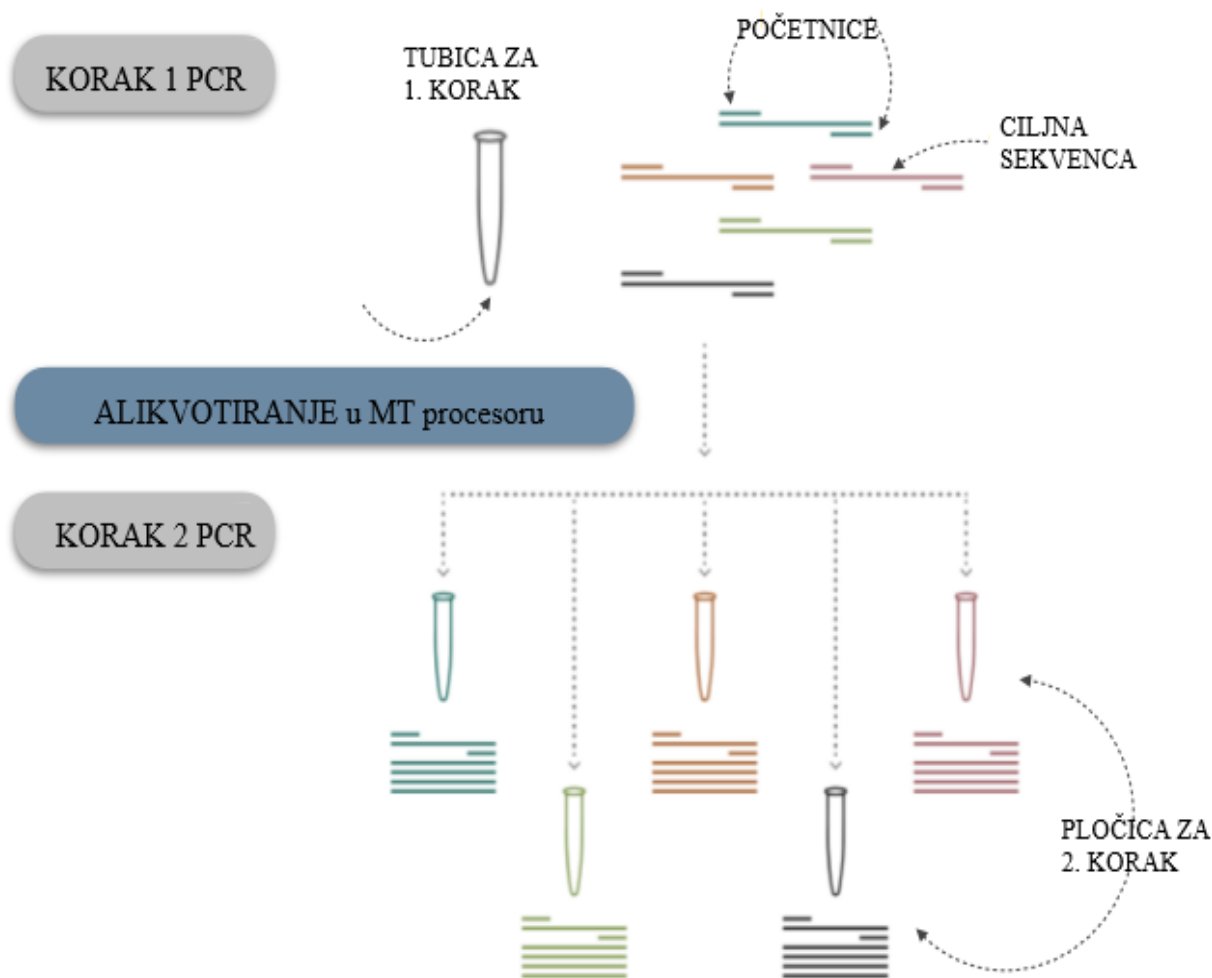 KORAK 1 PCR
TUBICA ZA
1. KORAK
POČETNICE
CILJNA
SEKVENCA
ALIKVOTIRANJE u MT procesoru
KORAK 2 PCR
PLOČICA ZA
2. KORAK